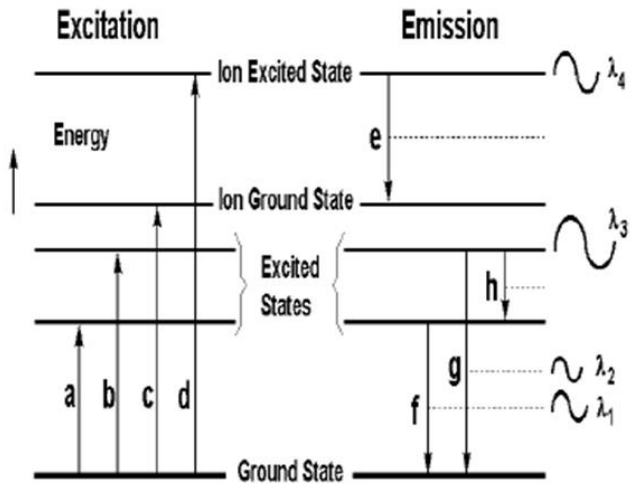 Excitation Emission
Ion Excited State λ4
Energy
e
Ion Ground State
λ3
Excited
States
h
λ2
a b c d f g
λ1
Ground State